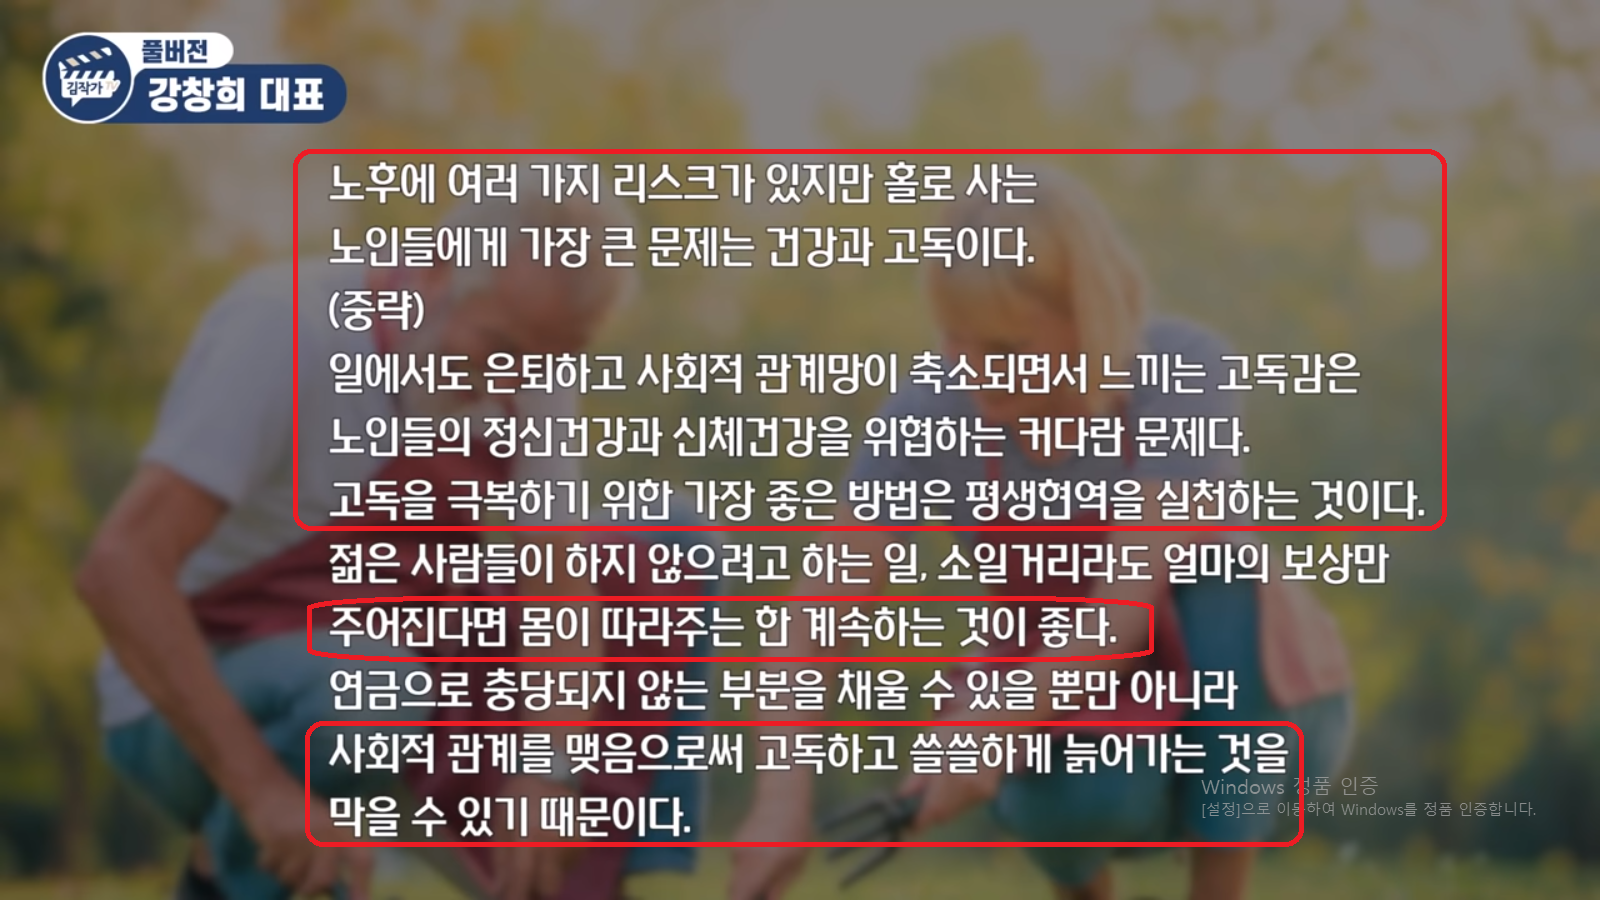 풀버전
김작가 TV
강창희 대표
노후에 여러 가지 리스크가 있지만 홀로 사는
노인들에게 가장 큰 문제는 건강과 고독이다.
(중략)
일에서도 은퇴하고 사회적 관계망이 축소되면서 느끼는 고독감은
노인들의 정신건강과 신체건강을 위협하는 커다란 문제다.
고독을 극복하기 위한 가장 좋은 방법은 평생현역을 실천하는 것이다.
젊은 사람들이 하지 않으려고 하는 일, 소일거리라도 얼마의 보상만
주어진다면 몸이 따라주는 한 계속하는 것이 좋다.
연금으로 충당되지 않는 부분을 채울 수 있을 뿐만 아니라
사회적 관계를 맺음으로써 고독하고 쓸쓸하게 늙어가는 것을
막을 수 있기 때문이다.
Windows 정품 인증
[설정]으로 이동하여 Windows를 정품 인증합니다.